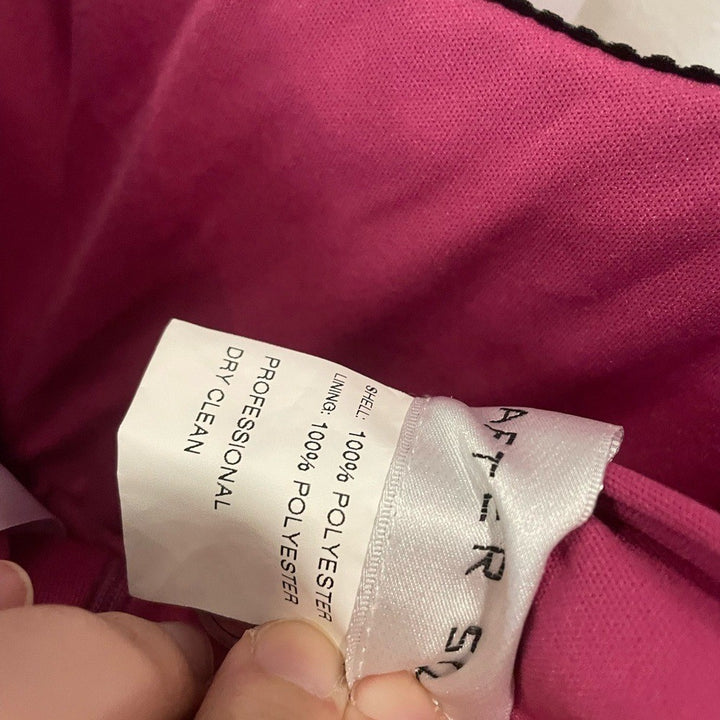 SHELL: 100% POLYESTER
LINING: 100% POLYESTER
PROFESSIONAL
DRY CLEAN
AFTER